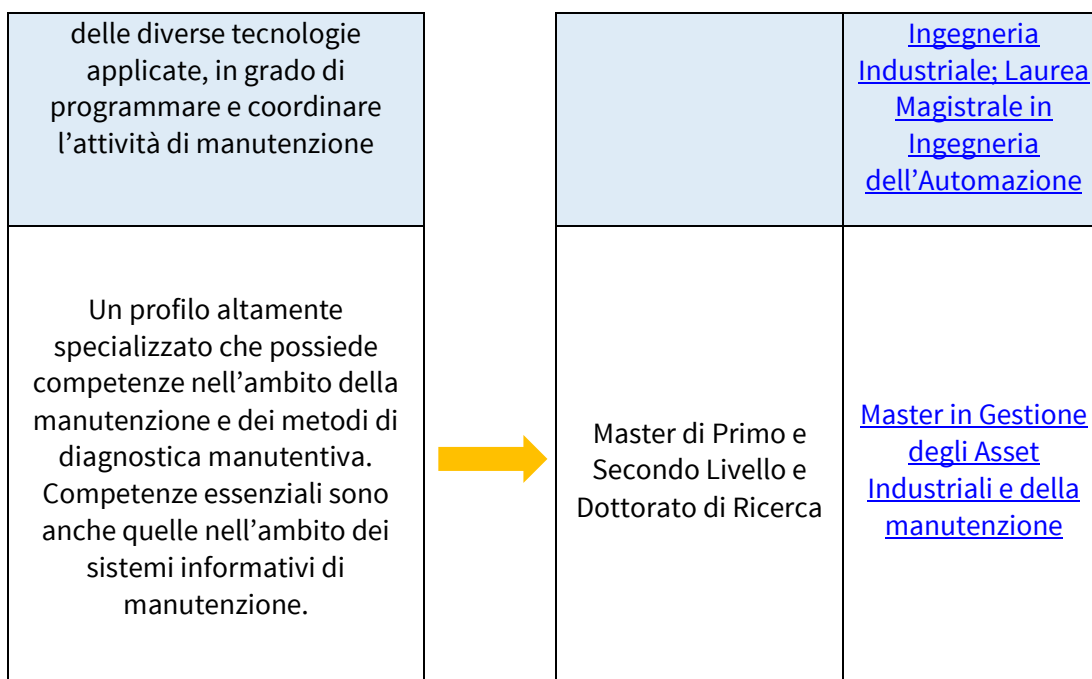 delle diverse tecnologie
applicate, in grado di
programmare e coordinare
l’attività di manutenzione
Ingegneria
Industriale; Laurea
Magistrale in
Ingegneria
dell’Automazione
Un profilo altamente
specializzato che possiede
competenze nell’ambito della
manutenzione e dei metodi di
diagnostica manutentiva.
Competenze essenziali sono
anche quelle nell’ambito dei
sistemi informativi di
manutenzione.
Master di Primo e
Secondo Livello e
Dottorato di Ricerca
Master in Gestione
degli Asset
Industriali e della
manutenzione